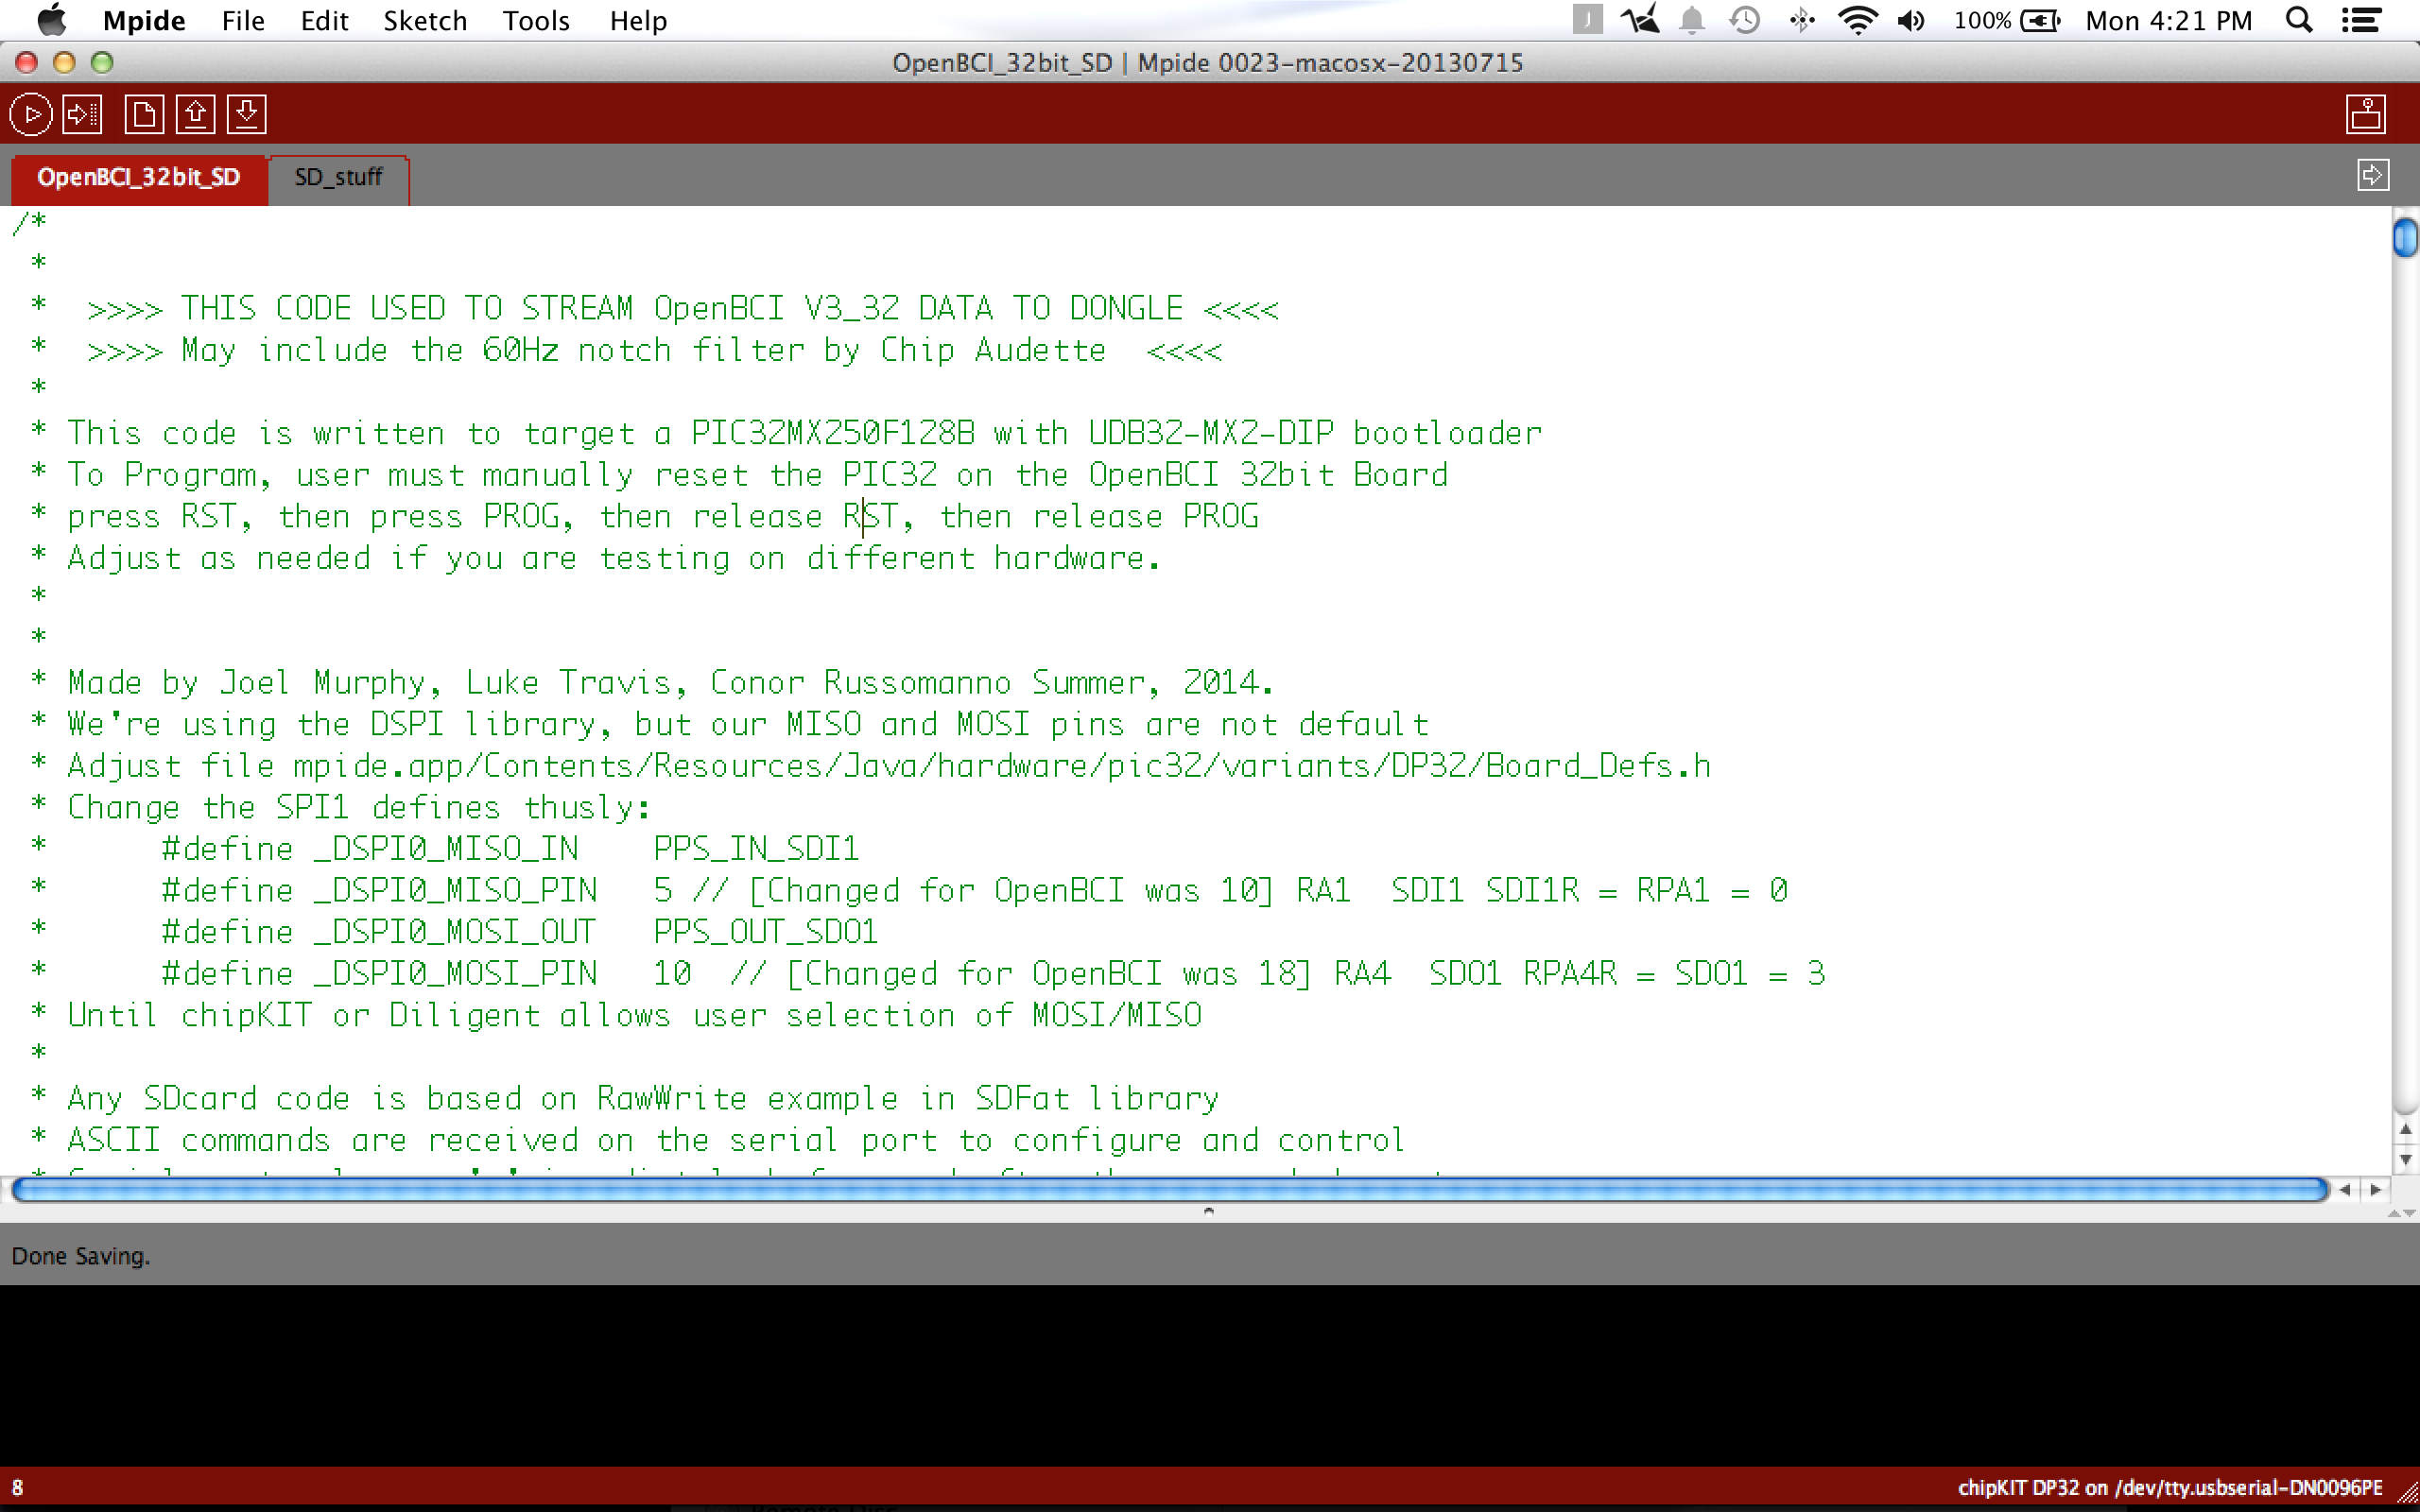 Mpide File Edit Sketch Tools Help 100% Mon 4:21 PM
OpenBCI_32bit_SD | Mpide 0023-macosx-20130715
OpenBCI_32bit_SD SD_stuff
/*
*
* >>>> THIS CODE USED TO STREAM OpenBCI V3_32 DATA TO DONGLE <<<<
* >>>> May include the 60Hz notch filter by Chip Audette <<<<
*
* This code is written to target a PIC32MX250F128B with UDB32-MX2-DIP bootloader
* To Program, user must manually reset the PIC32 on the OpenBCI 32bit Board
* press RST, then press PROG, then release RST, then release PROG
* Adjust as needed if you are testing on different hardware.
*
*
* Made by Joel Murphy, Luke Travis, Conor Russomanno Summer, 2014.
* We're using the DSPI library, but our MISO and MOSI pins are not default
* Adjust file mpide.app/Contents/Resources/Java/hardware/pic32/variants/DP32/Board_Defs.h
* Change the SPI1 defines thusly:
* #define _DSPI0_MISO_IN PPS_IN_SDI1
* #define _DSPI0_MISO_PIN 5 // [Changed for OpenBCI was 10] RA1 SDI1 SDI1R = RPA1 = 0
* #define _DSPI0_MOSI_OUT PPS_OUT_SDO1
* #define _DSPI0_MOSI_PIN 10 // [Changed for OpenBCI was 18] RA4 SDO1 RPA4R = SDO1 = 3
* Until chipKIT or Diligent allows user selection of MOSI/MISO
*
* Any SDcard code is based on RawWrite example in SDFat library
* ASCII commands are received on the serial port to configure and control
Done Saving.
8 chipKIT DP32 on /dev/tty.usbserial-DN0096PE